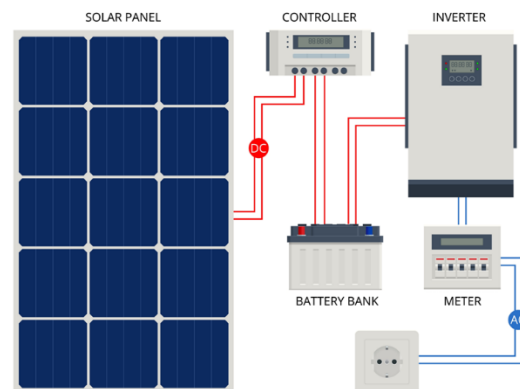 SOLAR PANEL
CONTROLLER
INVERTER
DC
BATTERY BANK
METER